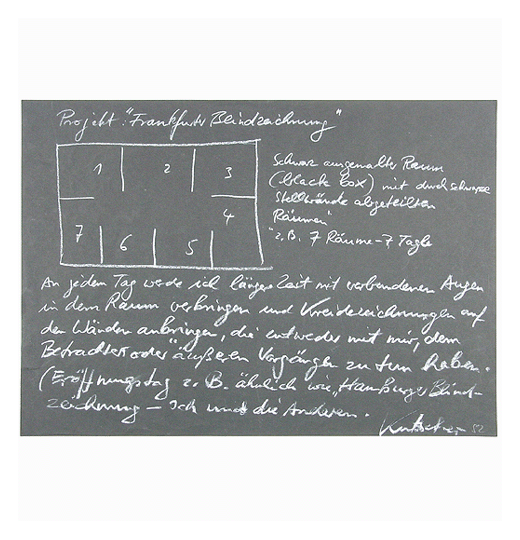 Projekt: "Frankfurter Blindzeichnung"
1 2 3
4
7 6 5
Schwarz ausgemalter Raum
(black box) mit durch schwarze
Stellwände abgeteilten
Räumen"
"z.B. 7 Räume - 7 Tage
An jedem Tag werde ich längere Zeit mit verbundenen Augen
in dem Raum verbringen und Kreidezeichnungen auf
den Wänden anbringen, die entweder mit mir, dem
Betrachter oder äußeren Vorgängen zu tun haben.
(Eröffnungstag z. B. ähnlich wie „Hamburger Blind-
zeichnung – Ich und die Anderen.